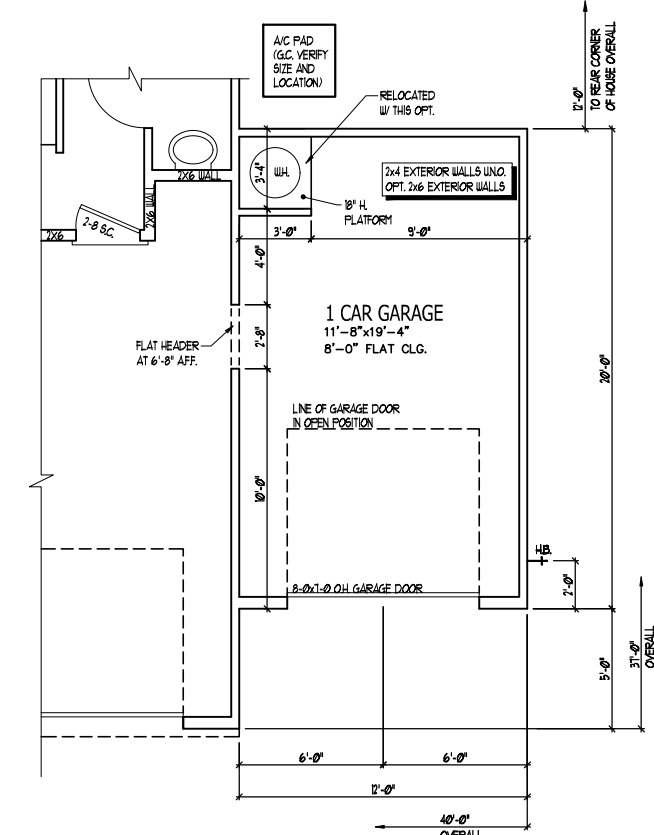 A/C PAD
(G.C. VERIFY
SIZE AND
LOCATION)
12'-0"
TO REAR CORNER
OF HOUSE OVERALL
RELOCATED
W/ THIS OPT.
W.H.
3'-4"
2x4 EXTERIOR WALLS U.N.O.
OPT. 2x6 EXTERIOR WALLS
2X6 WALL
2X6 WALL
18" H.
PLATFORM
2-8 S.C.
2X6
3'-0"
9'-0"
4'-0"
1 CAR GARAGE
11'-8"x19'-4"
8'-0" FLAT CLG.
FLAT HEADER
AT 6'-8" A.F.F.
2'-8"
20'-0"
LINE OF GARAGE DOOR
IN OPEN POSITION
10'-0"
H.B.
2'-0"
8-0x7-0 O.H. GARAGE DOOR
5'-0"
37'-0"
OVERALL
6'-0"
6'-0"
12'-0"
40'-0"
OVERALL